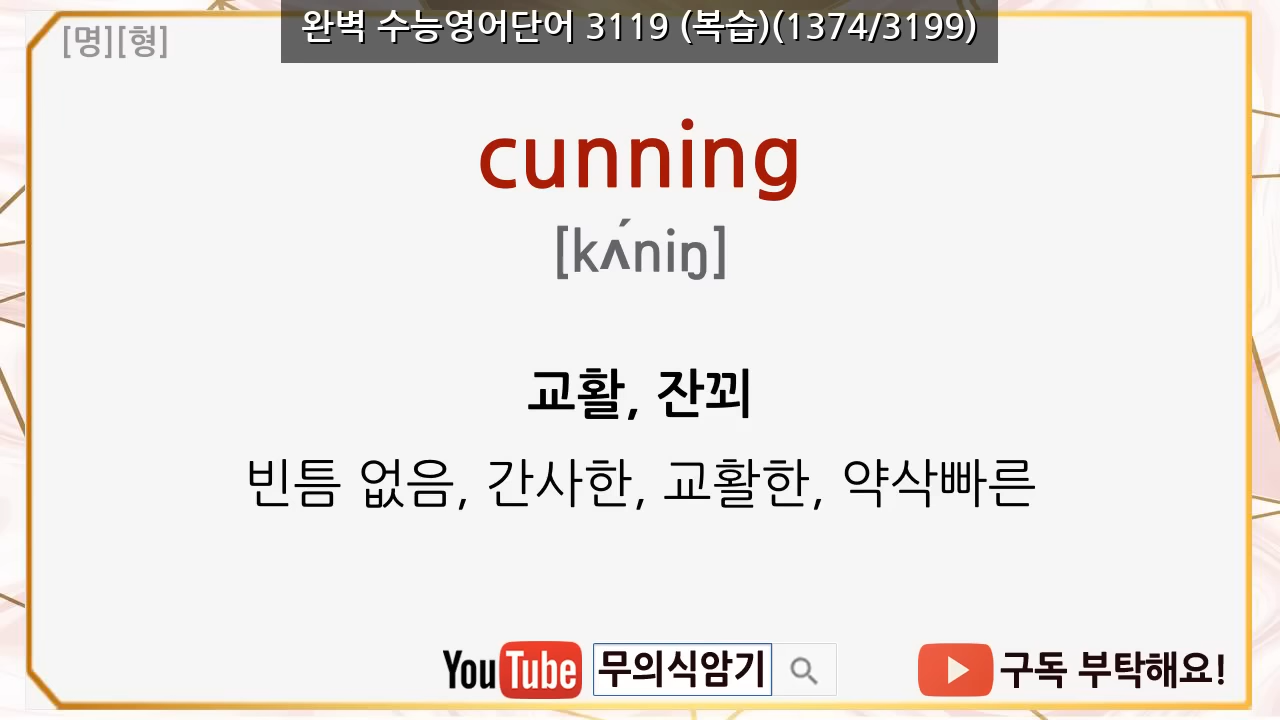 완벽 수능영어단어 3119 (복습)(1374/3199)
[명][형]
cunning
[kʌ́niŋ]
교활, 잔꾀
빈틈 없음, 간사한, 교활한, 약삭빠른
YouTube 무의식암기 구독 부탁해요!